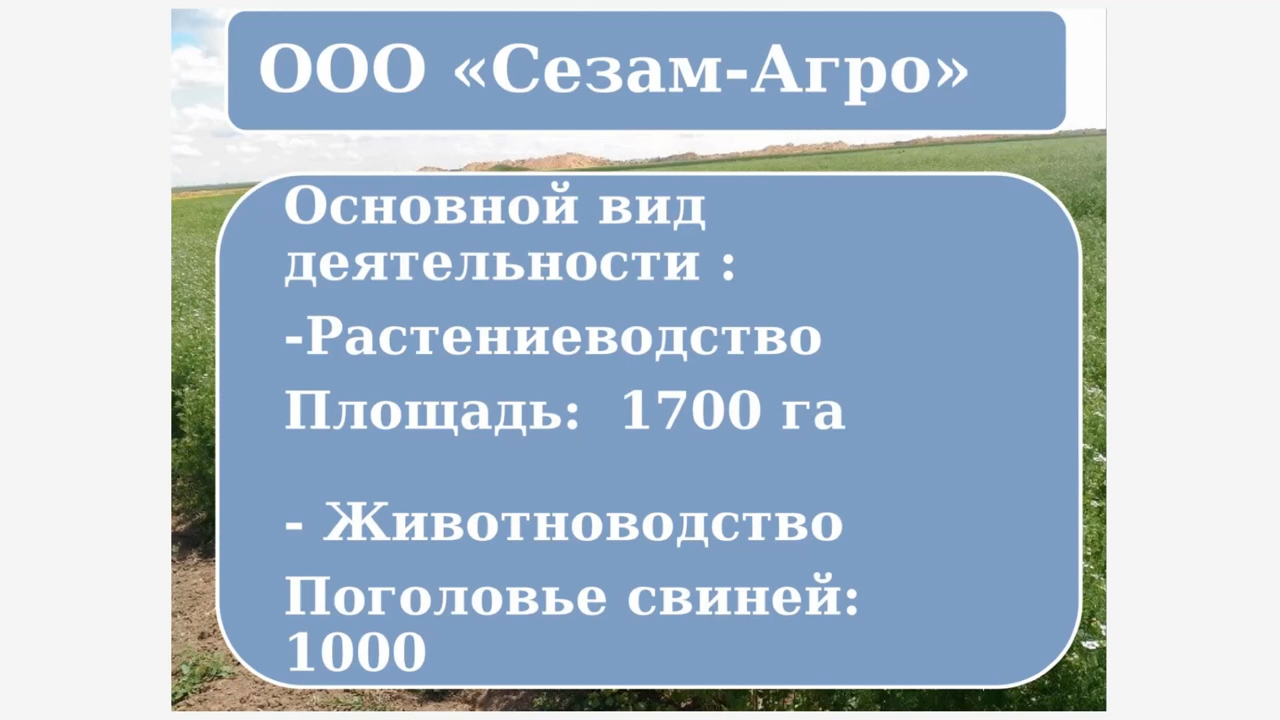 ООО «Сезам-Агро»
Основной вид
деятельности :
-Растениеводство
Площадь:  1700 га
- Животноводство
Поголовье свиней:
1000